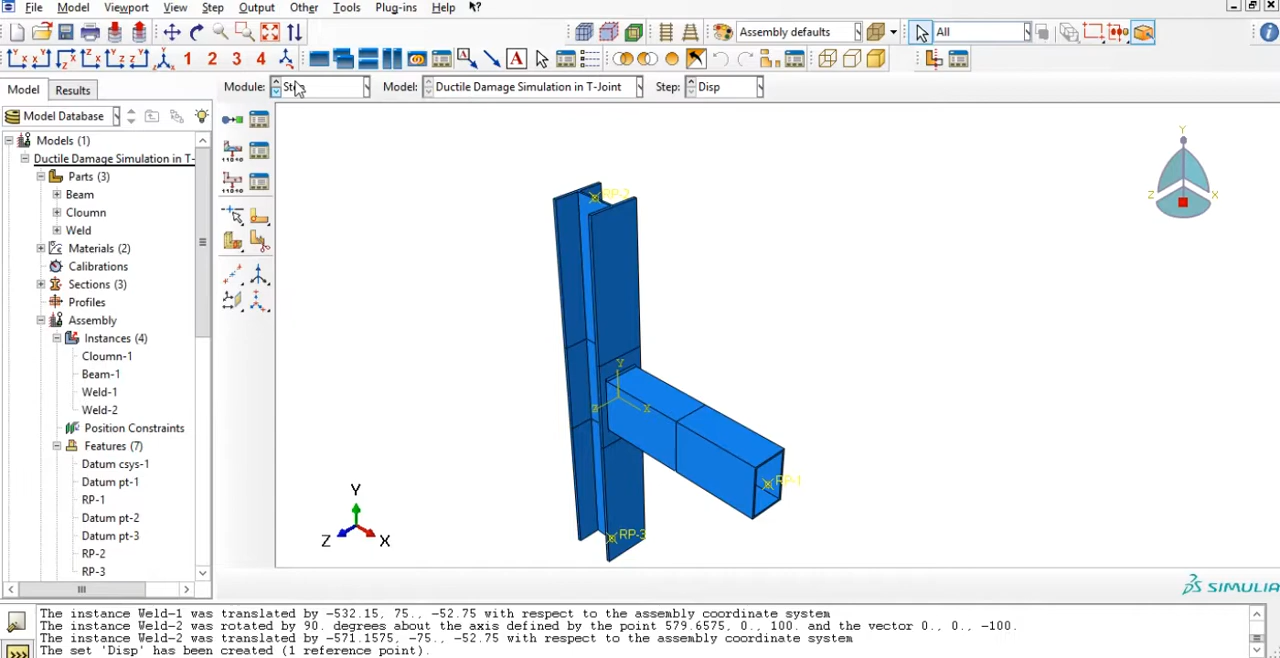 File Model Viewport View Step Output Other Tools Plug-ins Help
Assembly defaults All
1 2 3 4 A A
Model Results Module: Model: Ductile Damage Simulation in T-Joint Step: Disp
Model Database
Models (1)
Ductile Damage Simulation in T-
Parts (3)
Beam
Cloumn
Weld
Materials (2)
Calibrations
Sections (3)
Profiles
Assembly
Instances (4)
Cloumn-1
Beam-1
Weld-1
Weld-2
Position Constraints
Features (7)
Datum csys-1
Datum pt-1
RP-1
Datum pt-2
Datum pt-3
RP-2
RP-3
Y
Z X
RP-2
Y
Z X
RP-1
RP-3
Y
Z X
SIMULIA
The instance Weld-1 was translated by -532.15, 75., -52.75 with respect to the assembly coordinate system
The instance Weld-2 was rotated by 90. degrees about the axis defined by the point 579.6575, 0., 100. and the vector 0., 0., -100.
The instance Weld-2 was translated by -571.1575, -75., -52.75 with respect to the assembly coordinate system
The set 'Disp' has been created (1 reference point).